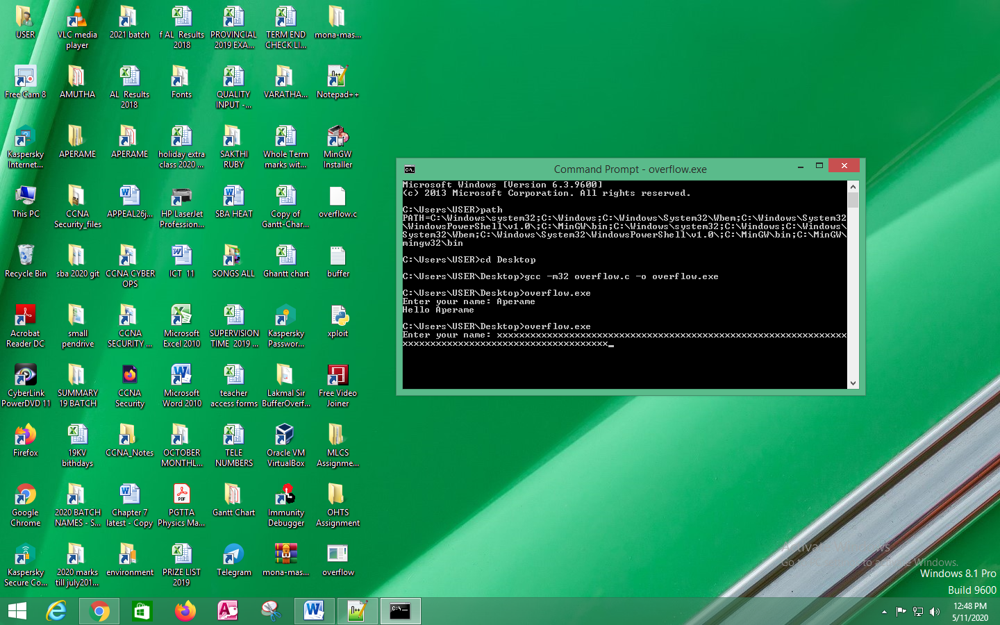 USER
VLC media
player
2021 batch
f AL Results
2018
PROVINCIAL
2019 EXA...
TERM END
CHECK LI...
mona-mas...
Free Cam 8
AMUTHA
AL Results
2018
Fonts
QUALITY
INPUT -...
VARATHA...
Notepad++
Kaspersky
Internet...
APERAME
APERAME
holiday extra
class 2020 ...
SAKTHI
RUBY
Whole Term
marks wit...
MinGW
Installer
This PC
CCNA
Security_files
APPEAL26j...
HP LaserJet
Profession...
SBA HEAT
Copy of
Gantt-Char...
overflow.c
Recycle Bin
sba 2020 git
CCNA CYBER
OPS
ICT 11
SONGS ALL
Ghantt chart
buffer
Acrobat
Reader DC
small
pendrive
CCNA
SECURITY ...
Microsoft
Excel 2010
SUPERVISION
TIME 2019 ...
Kaspersky
Passwor...
xploit
CyberLink
PowerDVD 11
SUMMARY
19 BATCH
CCNA
Security
Microsoft
Word 2010
teacher
access forms
Lakmal Sir
BufferOverf...
Free Video
Joiner
Firefox
19KV
bithdays
CCNA_Notes
OCTOBER
MONTHL...
TELE
NUMBERS
Oracle VM
VirtualBox
MLCS
Assignme...
Google
Chrome
2020 BATCH
NAMES - S...
Chapter 7
latest - Copy
PGTTA
Physics Ma...
Gantt Chart
Immunity
Debugger
OHTS
Assignment
Kaspersky
Secure Co...
2020 marks
till july201...
environment
PRIZE LIST
2019
Telegram
mona-mas...
overflow
Command Prompt - overflow.exe
Microsoft Windows [Version 6.3.9600]
(c) 2013 Microsoft Corporation. All rights reserved.
C:\Users\USER>path
PATH=C:\Windows\system32;C:\Windows;C:\Windows\System32\Wbem;C:\Windows\System32
\WindowsPowerShell\v1.0\;C:\MinGW\bin;C:\Windows\system32;C:\Windows;C:\Windows\
System32\Wbem;C:\Windows\System32\WindowsPowerShell\v1.0\;C:\MinGW\bin;C:\MinGW\
mingw32\bin
C:\Users\USER>cd Desktop
C:\Users\USER\Desktop>gcc -m32 overflow.c -o overflow.exe
C:\Users\USER\Desktop>overflow.exe
Enter your name: Aperame
Hello Aperame
C:\Users\USER\Desktop>overflow.exe
Enter your name: xxxxxxxxxxxxxxxxxxxxxxxxxxxxxxxxxxxxxxxxxxxxxxxxxxxxxxxxxxxxxxx
xxxxxxxxxxxxxxxxxxxxxxxxxxxxxxxxxxxxx_
Activate Windows
Go to to activate Windows.
Windows 8.1 Pro
Build 9600
12:48 PM
5/11/2020